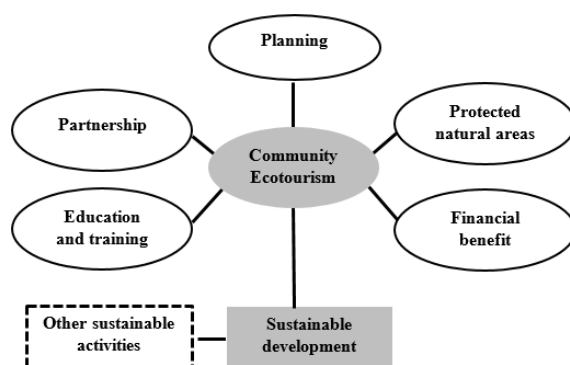 Planning
Partnership
Protected
natural areas
Community
Ecotourism
Education
and training
Financial
benefit
Other sustainable
activities
Sustainable
development